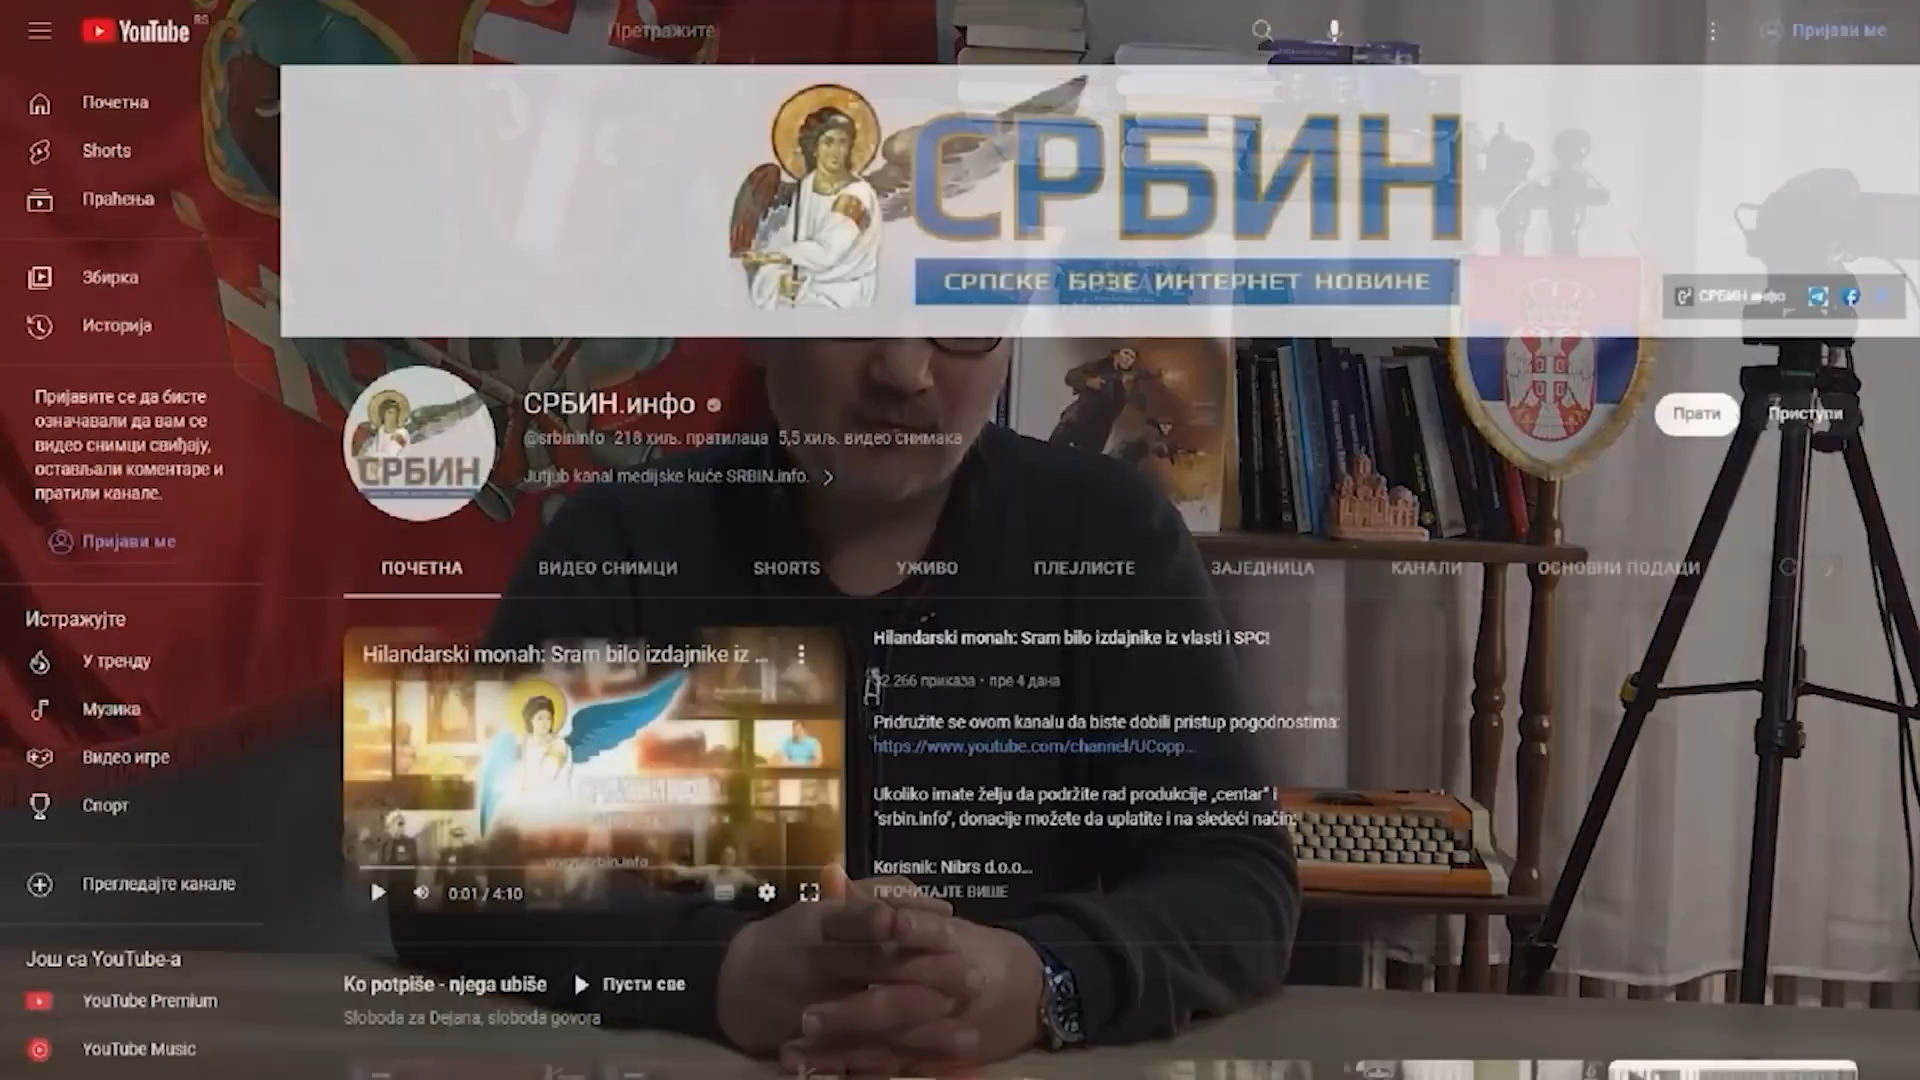 YouTube RS
Претражите
Пријави ме
Почетна
Shorts
Праћења
Збирка
Историја
Пријавите се да бисте
означавали да вам се
видео снимци свиђају,
остављали коментаре и
пратили канале.
Пријави ме
Истражујте
У тренду
Музика
Видео игре
Спорт
Прегледајте канале
Још са YouTube-а
YouTube Premium
YouTube Music
СРБИН
СРПСКЕ БРЗЕ ИНТЕРНЕТ НОВИНЕ
СРБИН инфо
СРБИН
СРБИН.инфо
@srbininfo 218 хиљ. пратилаца 5,5 хиљ. видео снимака
Jutjub kanal medijske kuće SRBIN.info.
Прати
Приступи
ПОЧЕТНА
ВИДЕО СНИМЦИ
SHORTS
УЖИВО
ПЛЕЈЛИСТЕ
ЗАЈЕДНИЦА
КАНАЛИ
ОСНОВНИ ПОДАЦИ
Hilandarski monah: Sram bilo izdajnike iz ...
www.srbin.info
0:01 / 4:10
Hilandarski monah: Sram bilo izdajnike iz vlasti i SPC!
32.266 приказа • пре 4 дана
Pridružite se ovom kanalu da biste dobili pristup pogodnostima:
https://www.youtube.com/channel/UCopp...
Ukoliko imate želju da podržite rad produkcije „centar" i
"srbin.info", donacije možete da uplatite i na sledeći način:
Korisnik: Nibrs d.o.o...
ПРОЧИТАЈТЕ ВИШЕ
Ko potpiše - njega ubiše
Пусти све
Sloboda za Dejana, sloboda govora